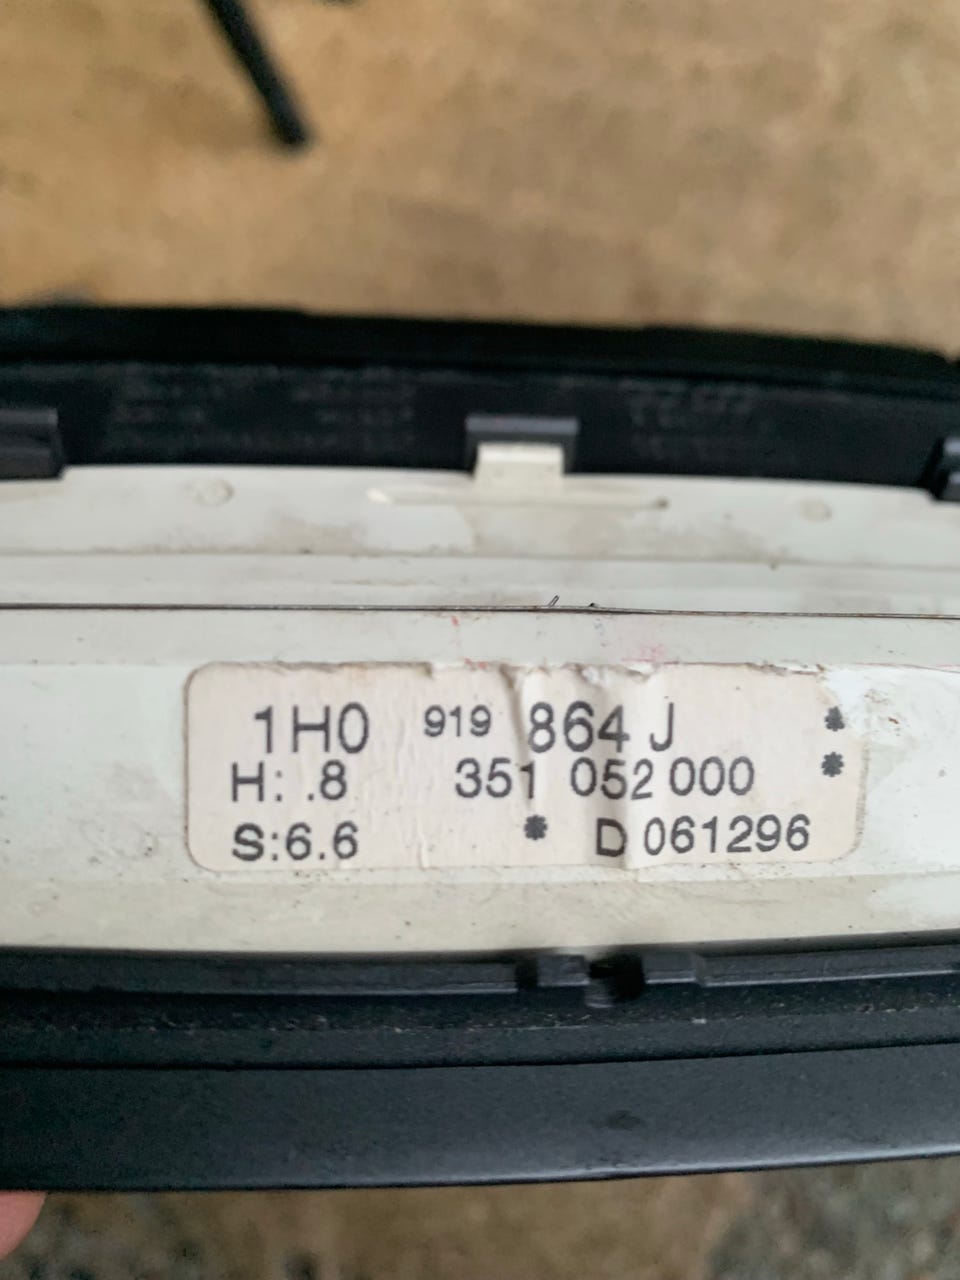 1H0 919 864 J *
H: .8 351 052 000 *
S:6.6 * D 061296